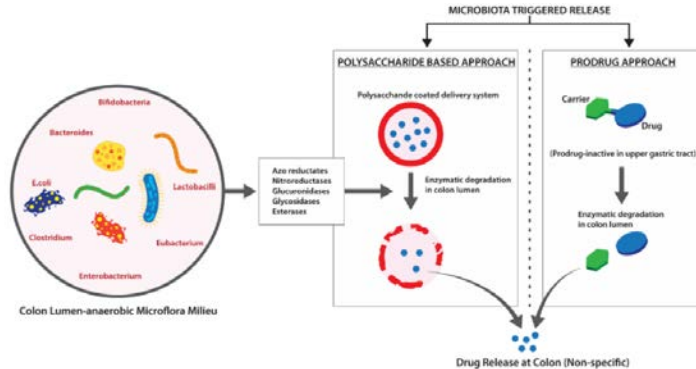 MICROBIOTA TRIGGERED RELEASE
POLYSACCHARIDE BASED APPROACH
Polysaccharide coated delivery system
Enzymatic degradation
in colon lumen
PRODRUG APPROACH
Carrier
Drug
(Prodrug-inactive in upper gastric tract)
Enzymatic degradation
in colon lumen
Bifidobacteria
Bacteroides
E.coli
Lactobacilli
Clostridium
Eubacterium
Enterobacterium
Colon Lumen-anaerobic Microflora Milieu
Azo reductates
Nitroreductases
Glucuronidases
Glycosidases
Esterases
Drug Release at Colon (Non-specific)